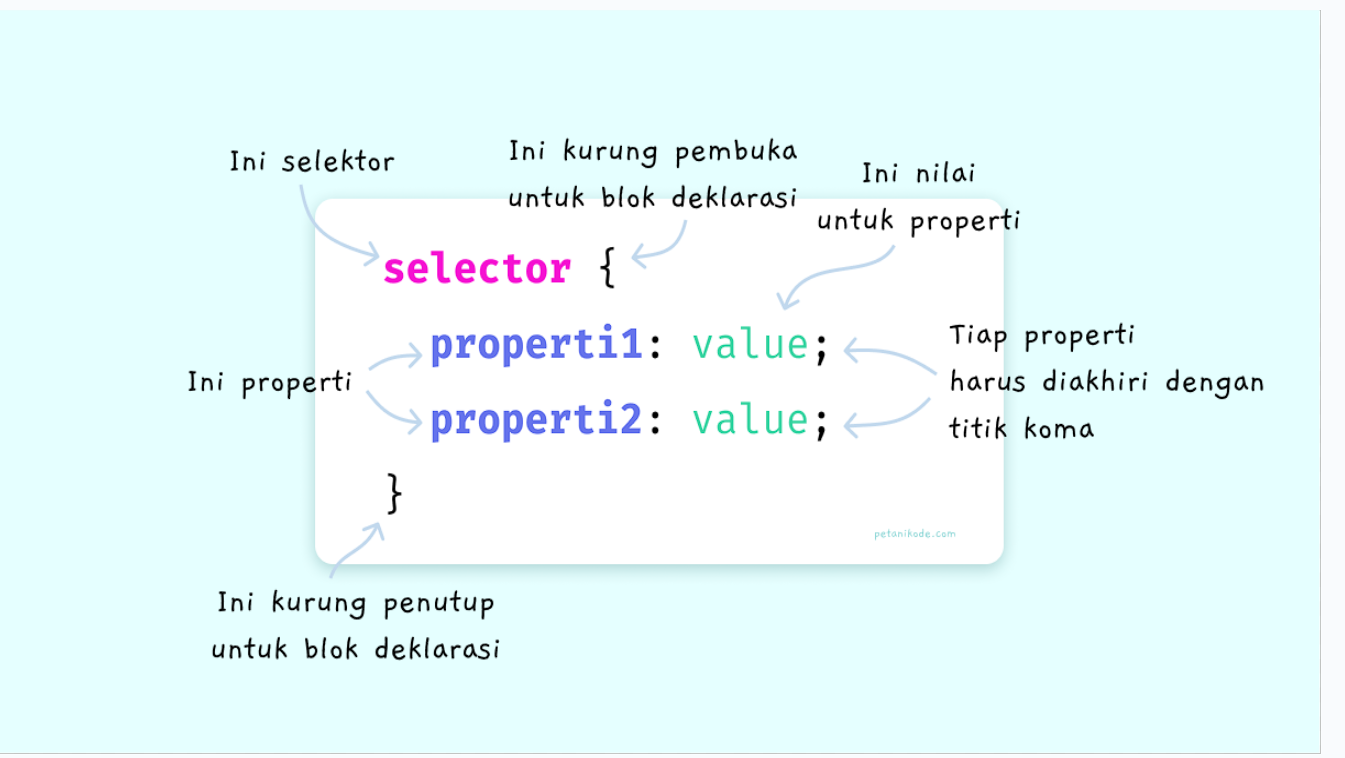 Ini selektor
Ini kurung pembuka
untuk blok deklarasi
Ini nilai
untuk properti
selector {
properti1: value;
properti2: value;
}
Ini properti
Tiap properti
harus diakhiri dengan
titik koma
petanikode.com
Ini kurung penutup
untuk blok deklarasi